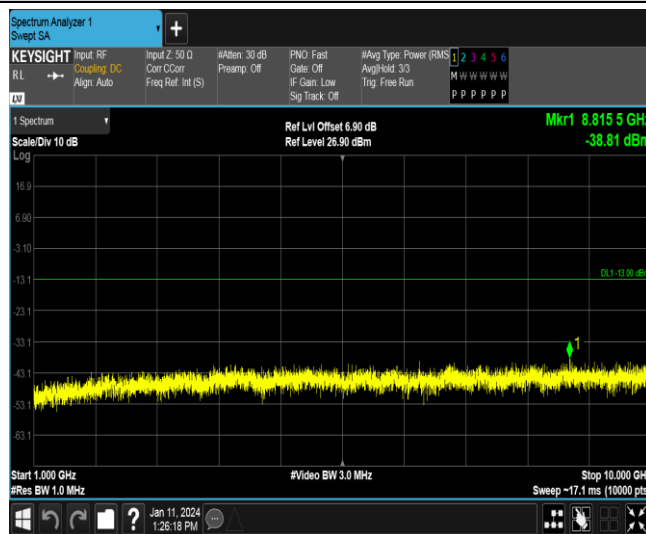 Spectrum Analyzer 1
Swept SA
+
KEYSIGHT
RL
LXI
Input: RF
Coupling: DC
Align: Auto
Input Z: 50 Ω
Corr CCorr
Freq Ref: Int (S)
#Atten: 30 dB
Preamp: Off
PNO: Fast
Gate: Off
IF Gain: Low
Sig Track: Off
#Avg Type: Power (RMS
Avg|Hold: 3/3
Trig: Free Run
1 2 3 4 5 6
M W W W W W
P P P P P P
1 Spectrum
Scale/Div 10 dB
Ref Lvl Offset 6.90 dB
Ref Level 26.90 dBm
Mkr1 8.815 5 GHz
-38.81 dBm
Log
16.9
6.90
-3.10
-13.1
DL1 -13.00 dBm
-23.1
-33.1
1
-43.1
-53.1
-63.1
Start 1.000 GHz
#Res BW 1.0 MHz
#Video BW 3.0 MHz
Stop 10.000 GH
Sweep ~17.1 ms (10000 pts
?
Jan 11, 2024
1:26:18 PM